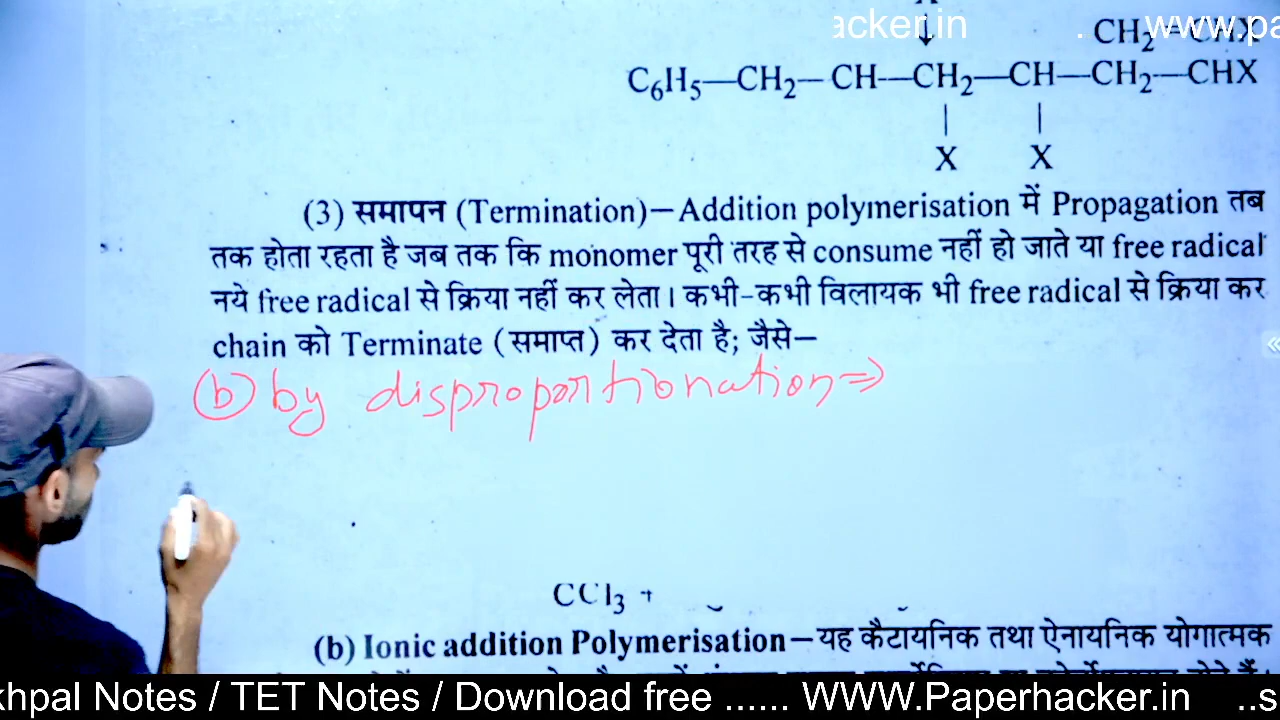 acker.in . www.pa
X
CH₂=CHX
C₆H₅—CH₂—CH—CH₂—CH—CH₂—CHX
X X
(3) समापन (Termination)—Addition polymerisation में Propagation तब
तक होता रहता है जब तक कि monomer पूरी तरह से consume नहीं हो जाते या free radical
नये free radical से क्रिया नहीं कर लेता। कभी-कभी विलायक भी free radical से क्रिया कर
chain को Terminate (समाप्त) कर देता है; जैसे—
(b) by disproportionation ⇒
CCl₃ +
(b) Ionic addition Polymerisation—यह कैटायनिक तथा ऐनायनिक योगात्मक
khpal Notes / TET Notes / Download free ...... WWW.Paperhacker.in ..s